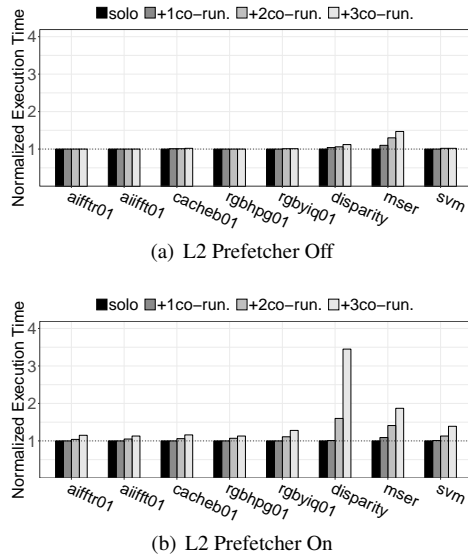 solo +1co-run. +2co-run. +3co-run.
Normalized Execution Time
4
3
2
1
aifftr01 aiifft01 cacheb01 rgbhpg01 rgbyiq01 disparity mser svm
(a) L2 Prefetcher Off
solo +1co-run. +2co-run. +3co-run.
Normalized Execution Time
4
3
2
1
aifftr01 aiifft01 cacheb01 rgbhpg01 rgbyiq01 disparity mser svm
(b) L2 Prefetcher On